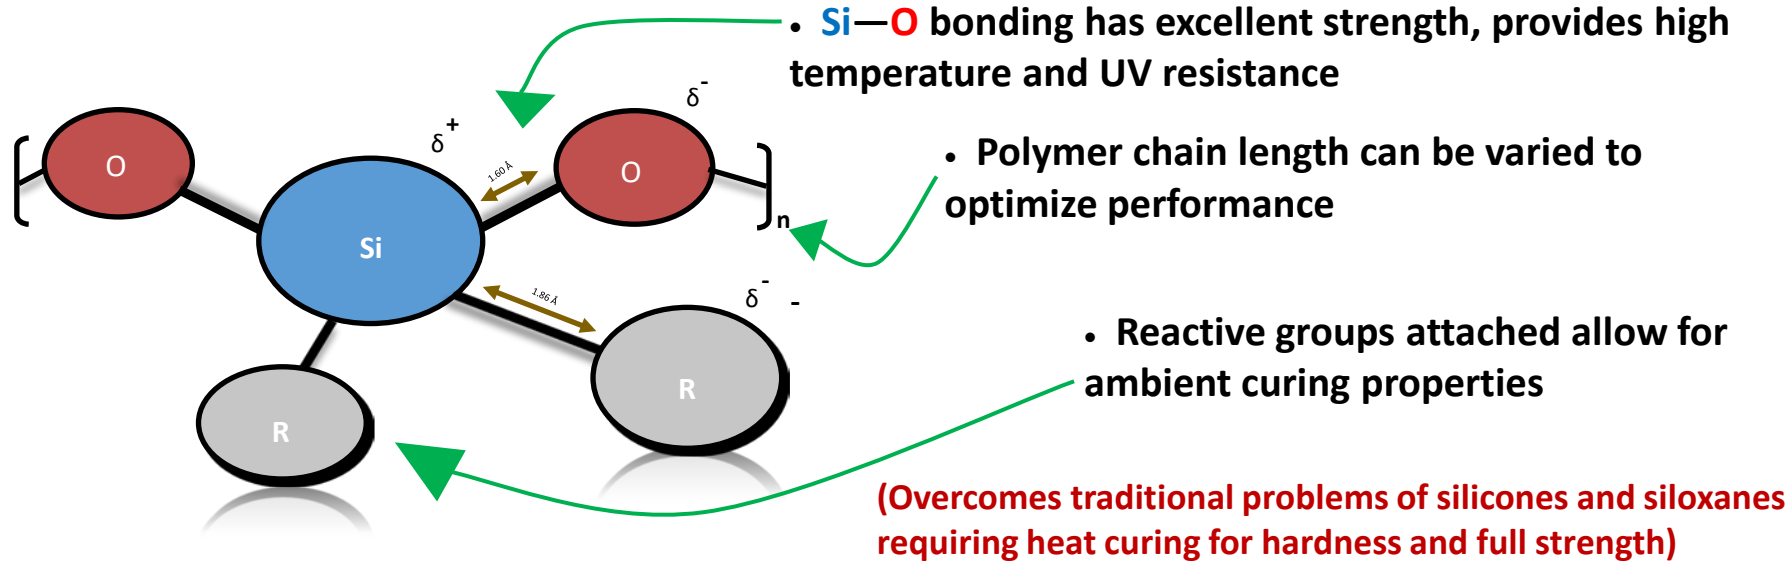 • Si—O bonding has excellent strength, provides high
temperature and UV resistance
δ-
δ+
O
1.60 Å
O
• Polymer chain length can be varied to
optimize performance
n
Si
1.86 Å
δ- -
• Reactive groups attached allow for
ambient curing properties
R
R
(Overcomes traditional problems of silicones and siloxanes
requiring heat curing for hardness and full strength)